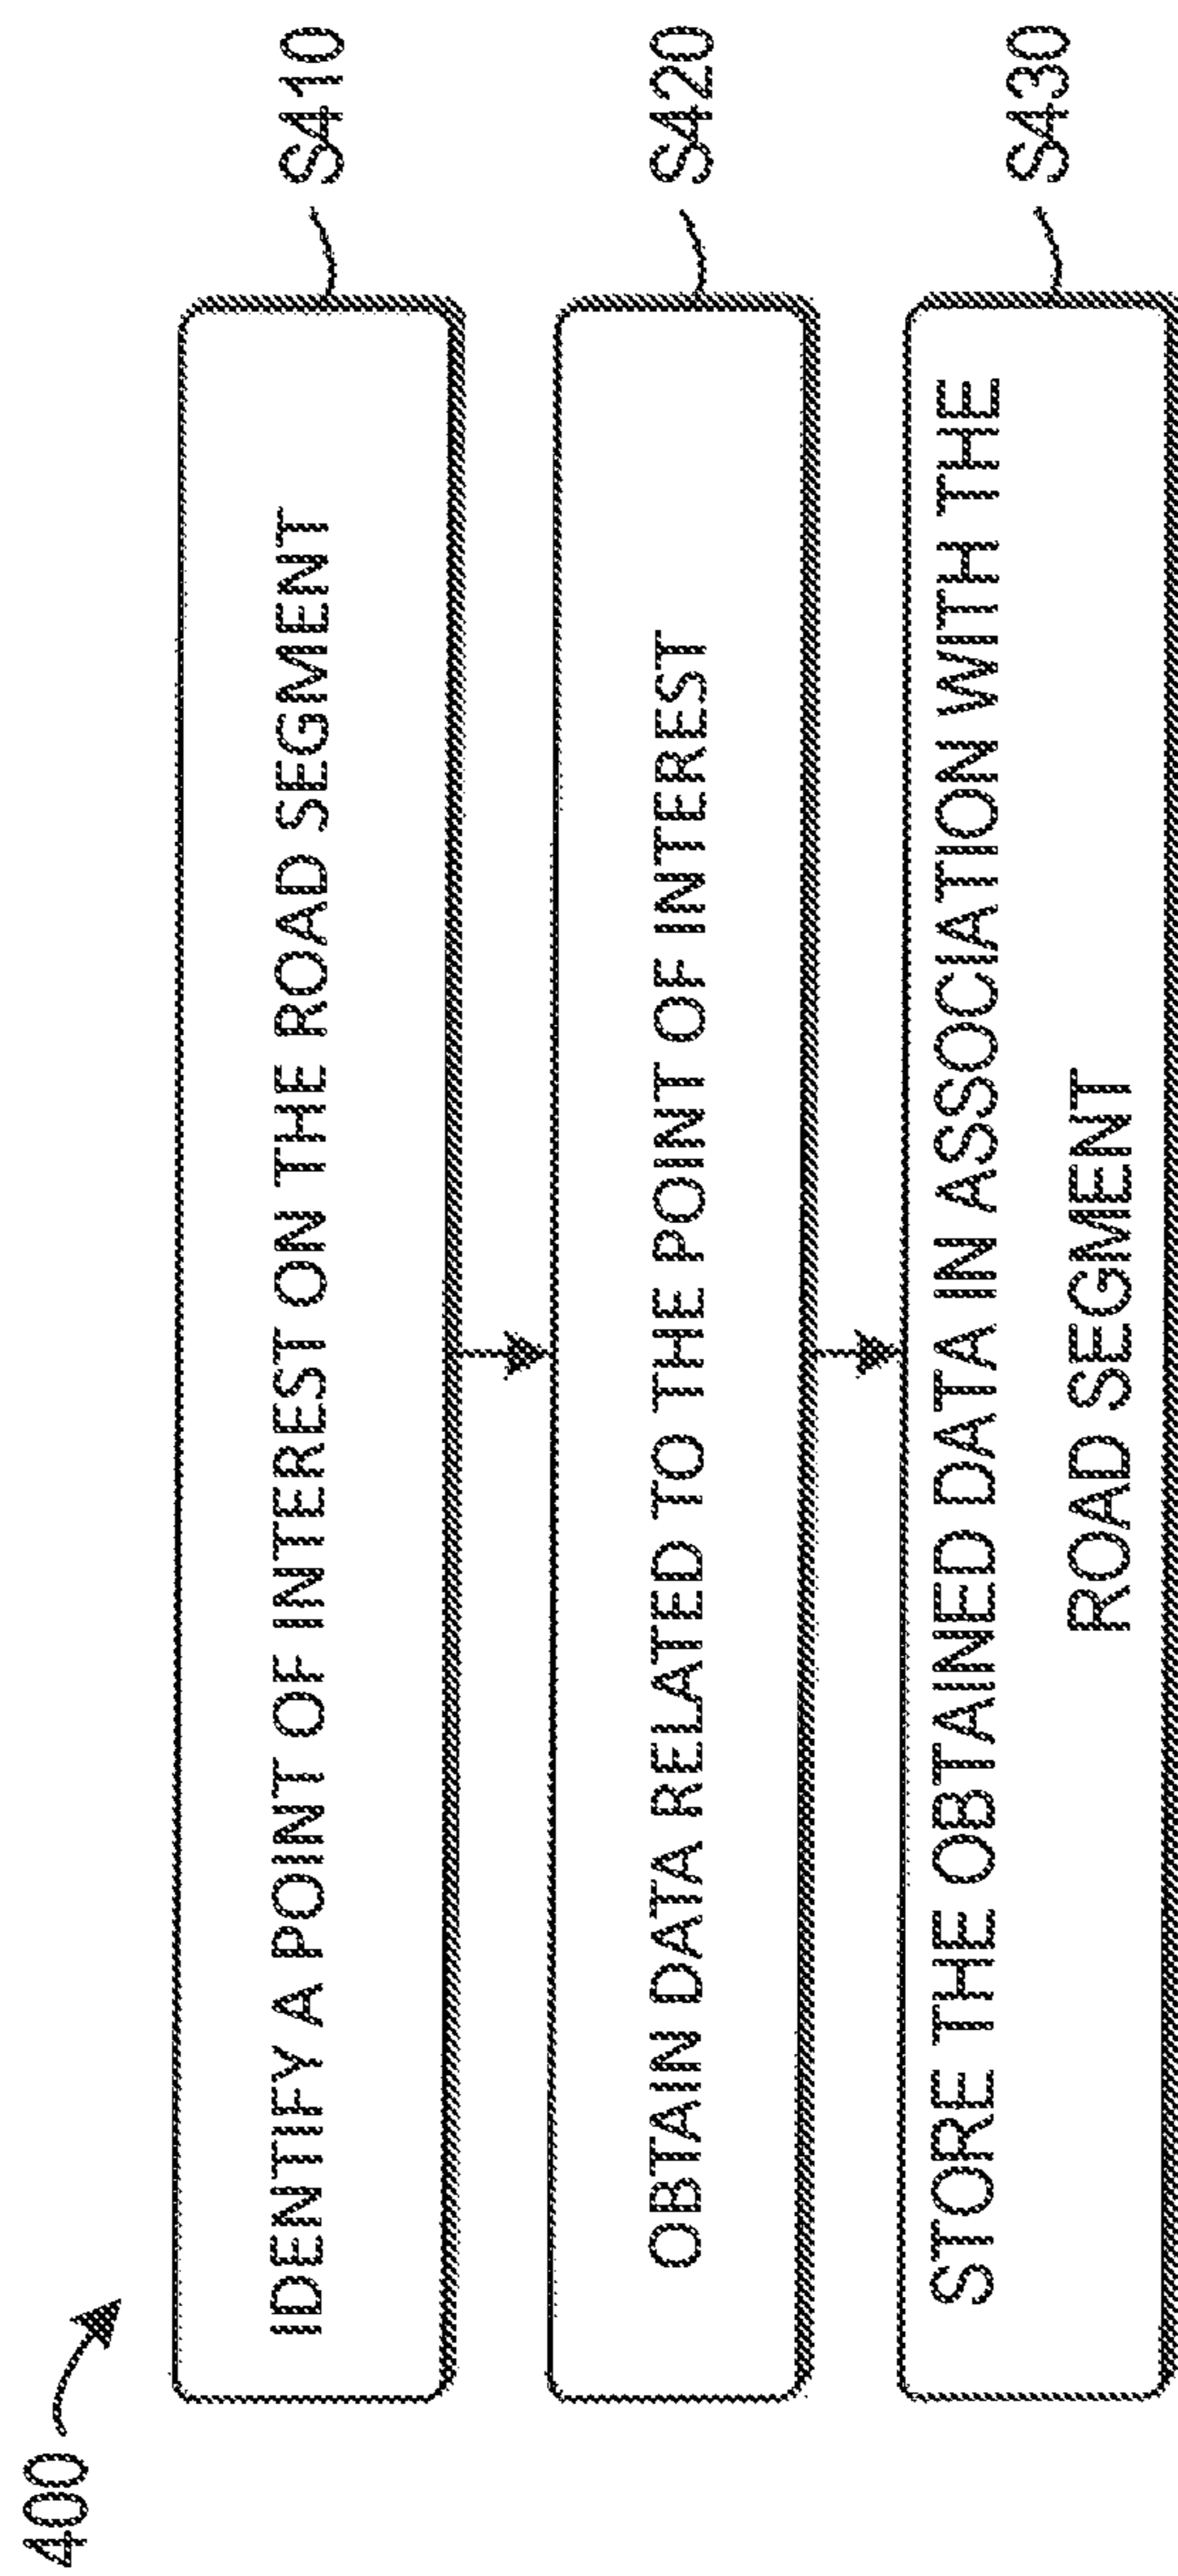 400
IDENTIFY A POINT OF INTEREST ON THE ROAD SEGMENT
S410
OBTAIN DATA RELATED TO THE POINT OF INTEREST
S420
STORE THE OBTAINED DATA IN ASSOCIATION WITH THE
ROAD SEGMENT
S430